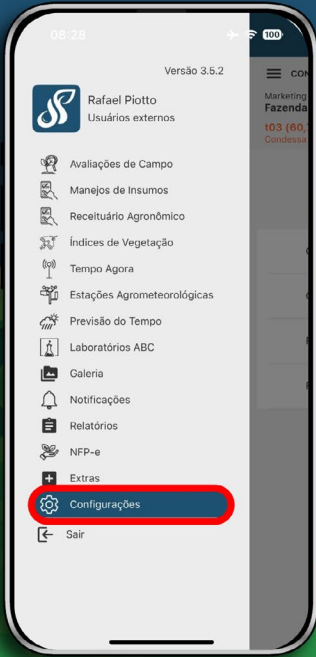 08:28
100
Versão 3.5.2
Rafael Piotto
Usuários externos
Avaliações de Campo
Manejos de Insumos
Receituário Agronômico
Índices de Vegetação
Tempo Agora
Estações Agrometeorológicas
Previsão do Tempo
Laboratórios ABC
Galeria
Notificações
Relatórios
NFP-e
Extras
Configurações
Sair
CON
Marketing
Fazenda
t03 (60,
Condessa